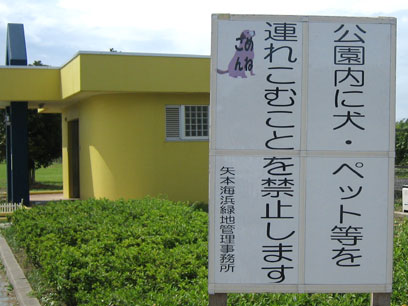 公園内に犬・ペット等を
連れこむことを禁止します
ごめんね
矢本海浜緑地管理事務所